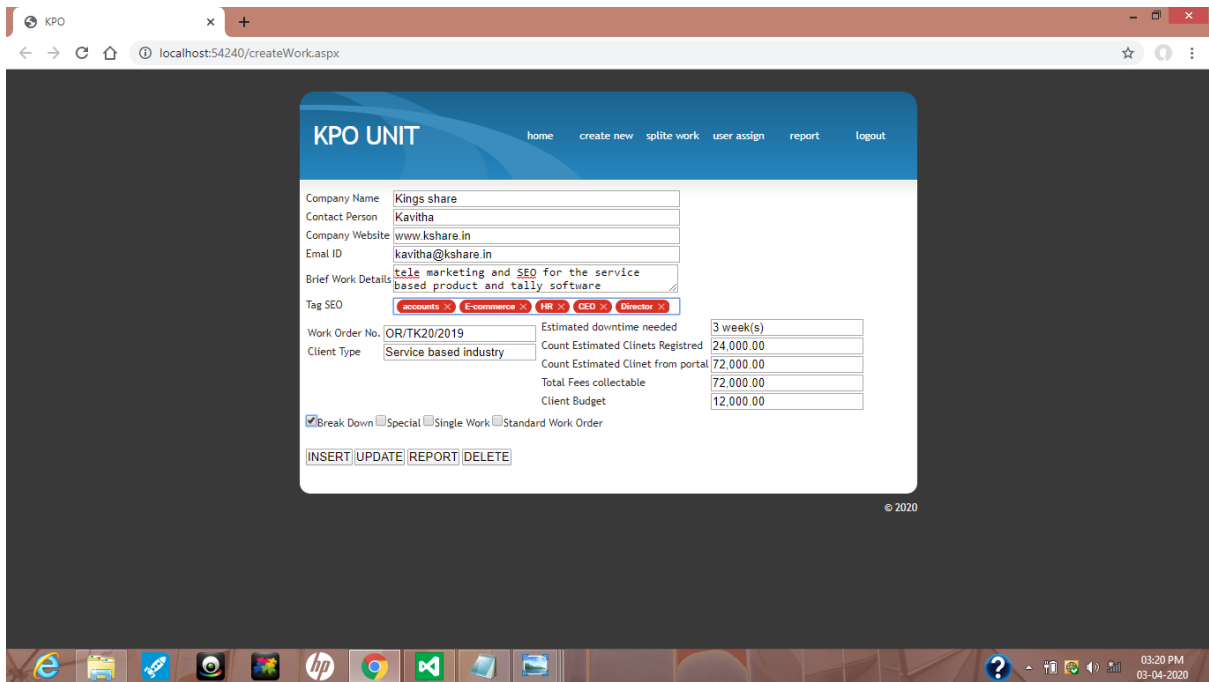 KPO
localhost:54240/createWork.aspx
KPO UNIT
home create new splite work user assign report logout
Company Name Kings share
Contact Person Kavitha
Company Website www.kshare.in
Emal ID kavitha@kshare.in
Brief Work Details tele marketing and SEO for the service
based product and tally software
Tag SEO accounts E-commerce HR CEO Director
Work Order No. OR/TK20/2019
Client Type Service based industry
Estimated downtime needed 3 week(s)
Count Estimated Clinets Registred 24,000.00
Count Estimated Clinet from portal 72,000.00
Total Fees collectable 72,000.00
Client Budget 12,000.00
Break Down Special Single Work Standard Work Order
INSERT UPDATE REPORT DELETE
© 2020
hp
03:20 PM
03-04-2020